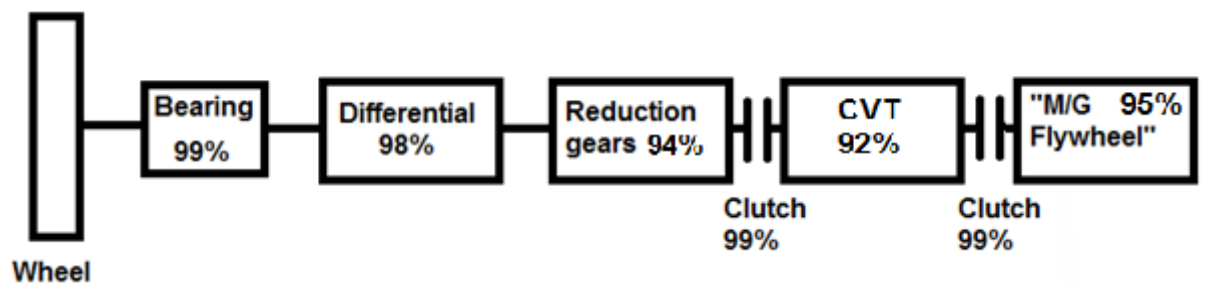 Bearing
99%
Differential
98%
Reduction
gears 94%
CVT
92%
"M/G 95%
Flywheel"
Clutch
99%
Clutch
99%
Wheel